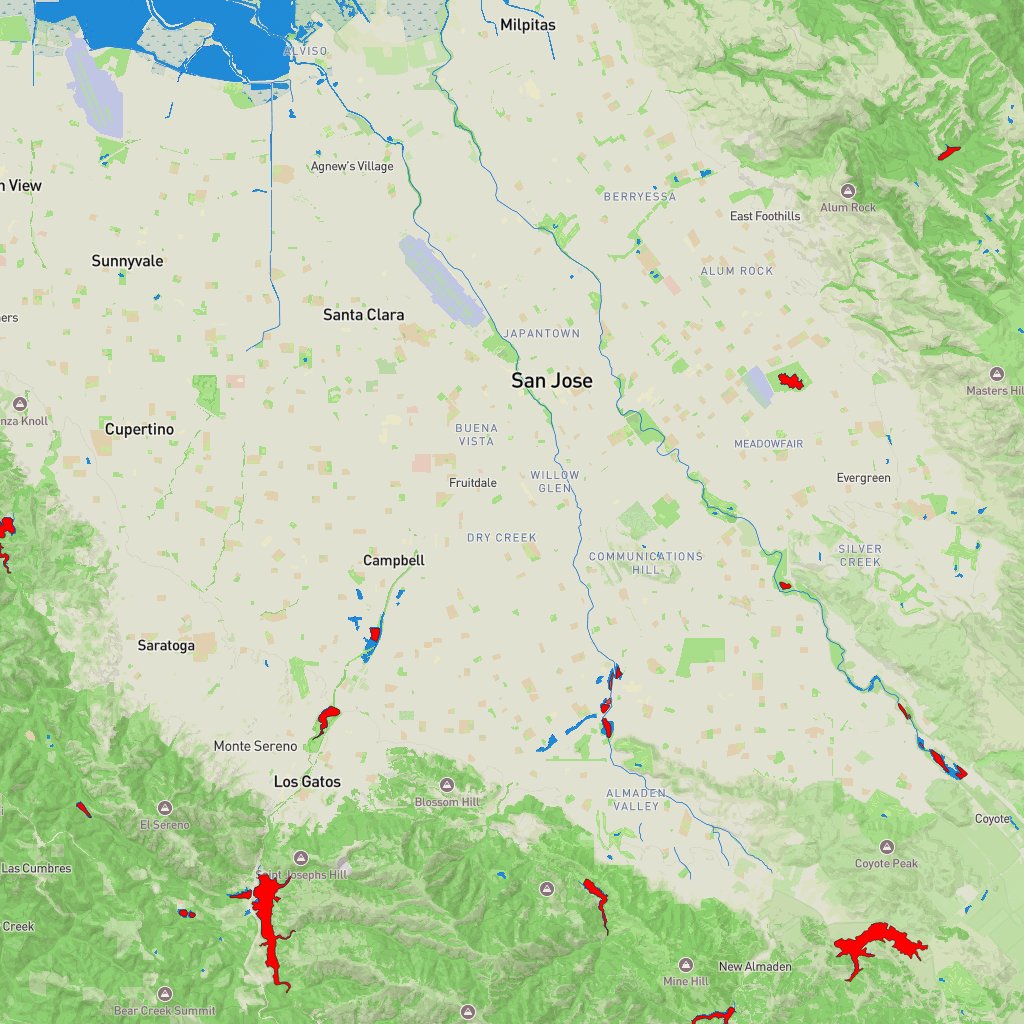 Milpitas
ALVISO
Agnew's Village
n View
BERRYESSA
Alum Rock
East Foothills
Sunnyvale
ALUM ROCK
ers
Santa Clara
JAPANTOWN
San Jose
Masters Hil
nza Knoll
Cupertino
BUENA
VISTA
MEADOWFAIR
Fruitdale
WILLOW
GLEN
Evergreen
DRY CREEK
COMMUNICATIONS
HILL
SILVER
CREEK
Campbell
Saratoga
Monte Sereno
Los Gatos
Blossom Hill
ALMADEN
VALLEY
El Sereno
Coyote
Las Cumbres
Saint Josephs Hill
Coyote Peak
Creek
New Almaden
Mine Hill
Bear Creek Summit